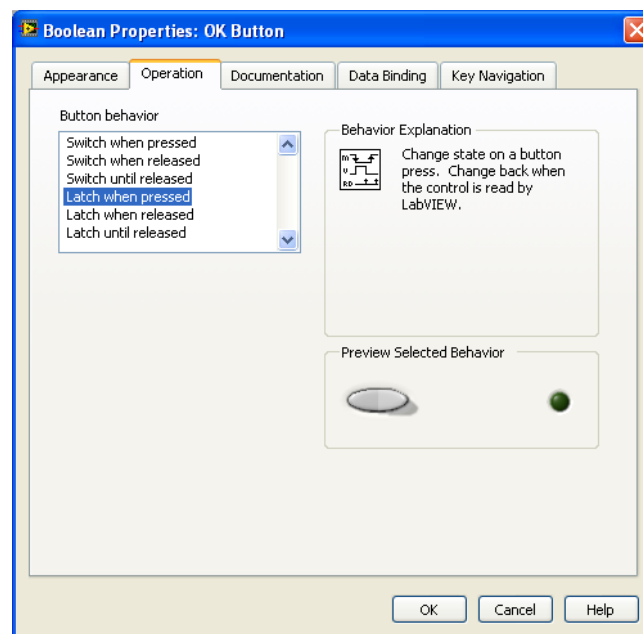 Boolean Properties: OK Button
Appearance
Operation
Documentation
Data Binding
Key Navigation
Button behavior
Switch when pressed
Switch when released
Switch until released
Latch when pressed
Latch when released
Latch until released
Behavior Explanation
m
v
RD
Change state on a button
press. Change back when
the control is read by
LabVIEW.
Preview Selected Behavior
OK
Cancel
Help